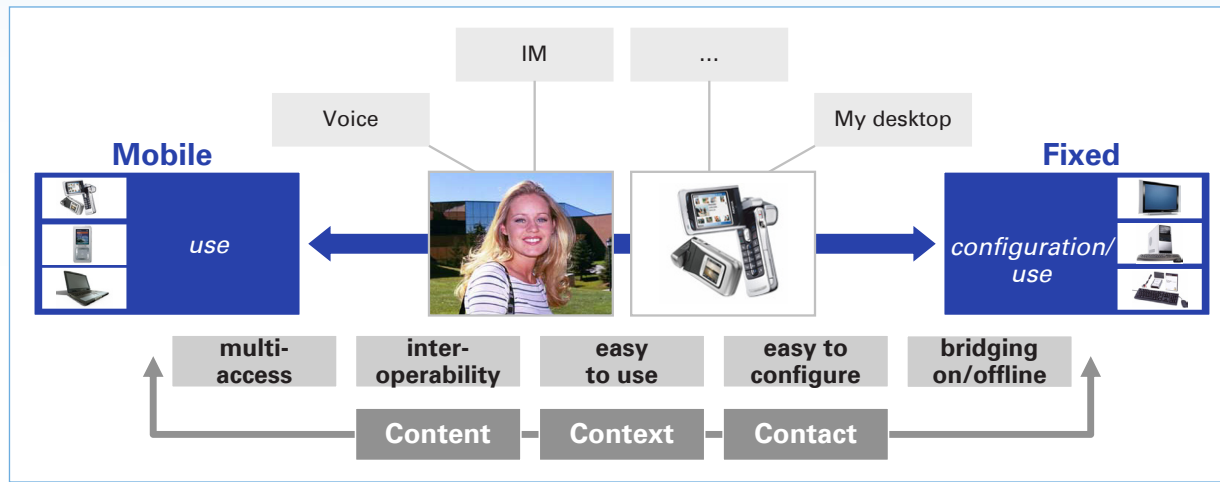 IM
...
Voice
My desktop
Mobile
Fixed
use
configuration/
use
multi-
access
inter-
operability
easy
to use
easy to
configure
bridging
on/offline
Content
Context
Contact